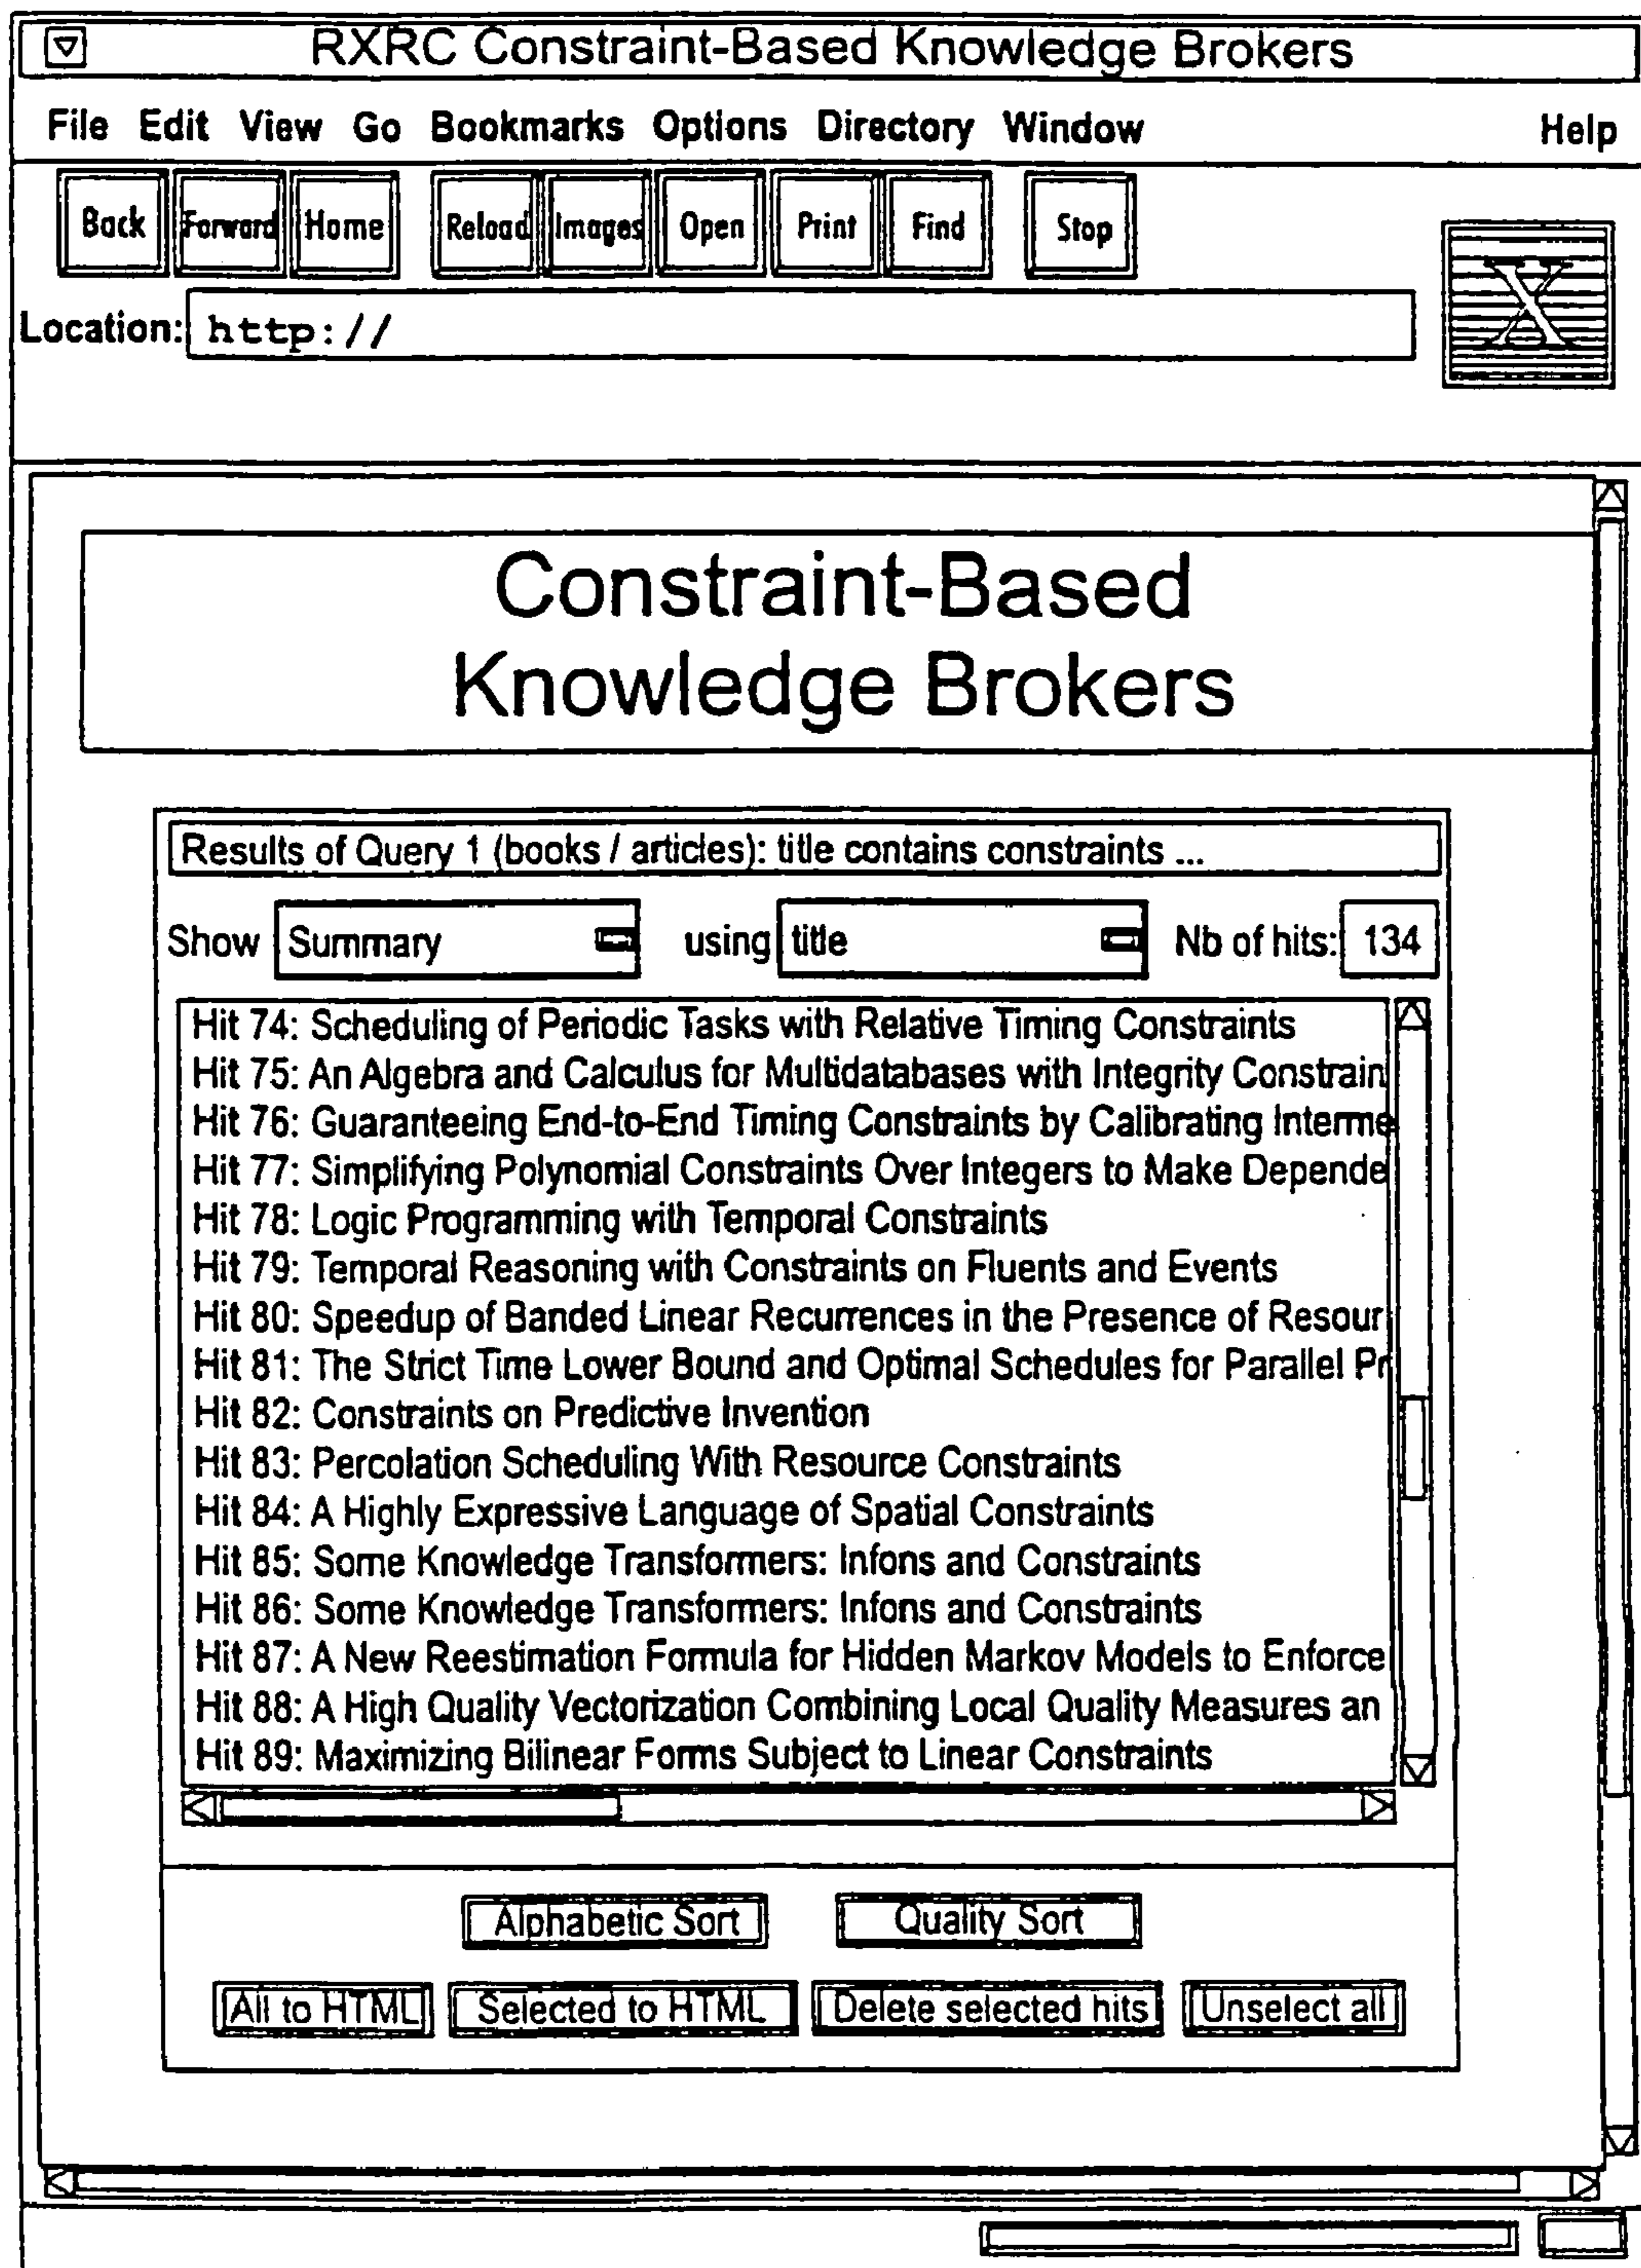 RXRC Constraint-Based Knowledge Brokers
File Edit View Go Bookmarks Options Directory Window Help
Back Forward Home Reload Images Open Print Find Stop
X
Location: http://
Constraint-Based
Knowledge Brokers
Results of Query 1 (books / articles): title contains constraints ...
Show Summary using title Nb of hits: 134
Hit 74: Scheduling of Periodic Tasks with Relative Timing Constraints
Hit 75: An Algebra and Calculus for Multidatabases with Integrity Constrain
Hit 76: Guaranteeing End-to-End Timing Constraints by Calibrating Interme
Hit 77: Simplifying Polynomial Constraints Over Integers to Make Depende
Hit 78: Logic Programming with Temporal Constraints
Hit 79: Temporal Reasoning with Constraints on Fluents and Events
Hit 80: Speedup of Banded Linear Recurrences in the Presence of Resour
Hit 81: The Strict Time Lower Bound and Optimal Schedules for Parallel Pr
Hit 82: Constraints on Predictive Invention
Hit 83: Percolation Scheduling With Resource Constraints
Hit 84: A Highly Expressive Language of Spatial Constraints
Hit 85: Some Knowledge Transformers: Infons and Constraints
Hit 86: Some Knowledge Transformers: Infons and Constraints
Hit 87: A New Reestimation Formula for Hidden Markov Models to Enforce
Hit 88: A High Quality Vectorization Combining Local Quality Measures an
Hit 89: Maximizing Bilinear Forms Subject to Linear Constraints
Alphabetic Sort Quality Sort
All to HTML Selected to HTML Delete selected hits Unselect all